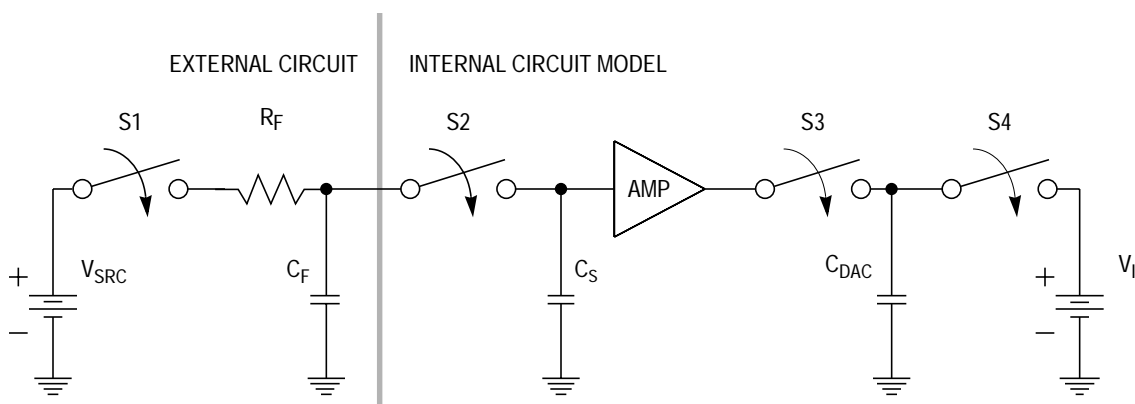 EXTERNAL CIRCUIT
INTERNAL CIRCUIT MODEL
S1
RF
S2
S3
S4
AMP
+
VSRC
−
CF
CS
CDAC
+
VI
−